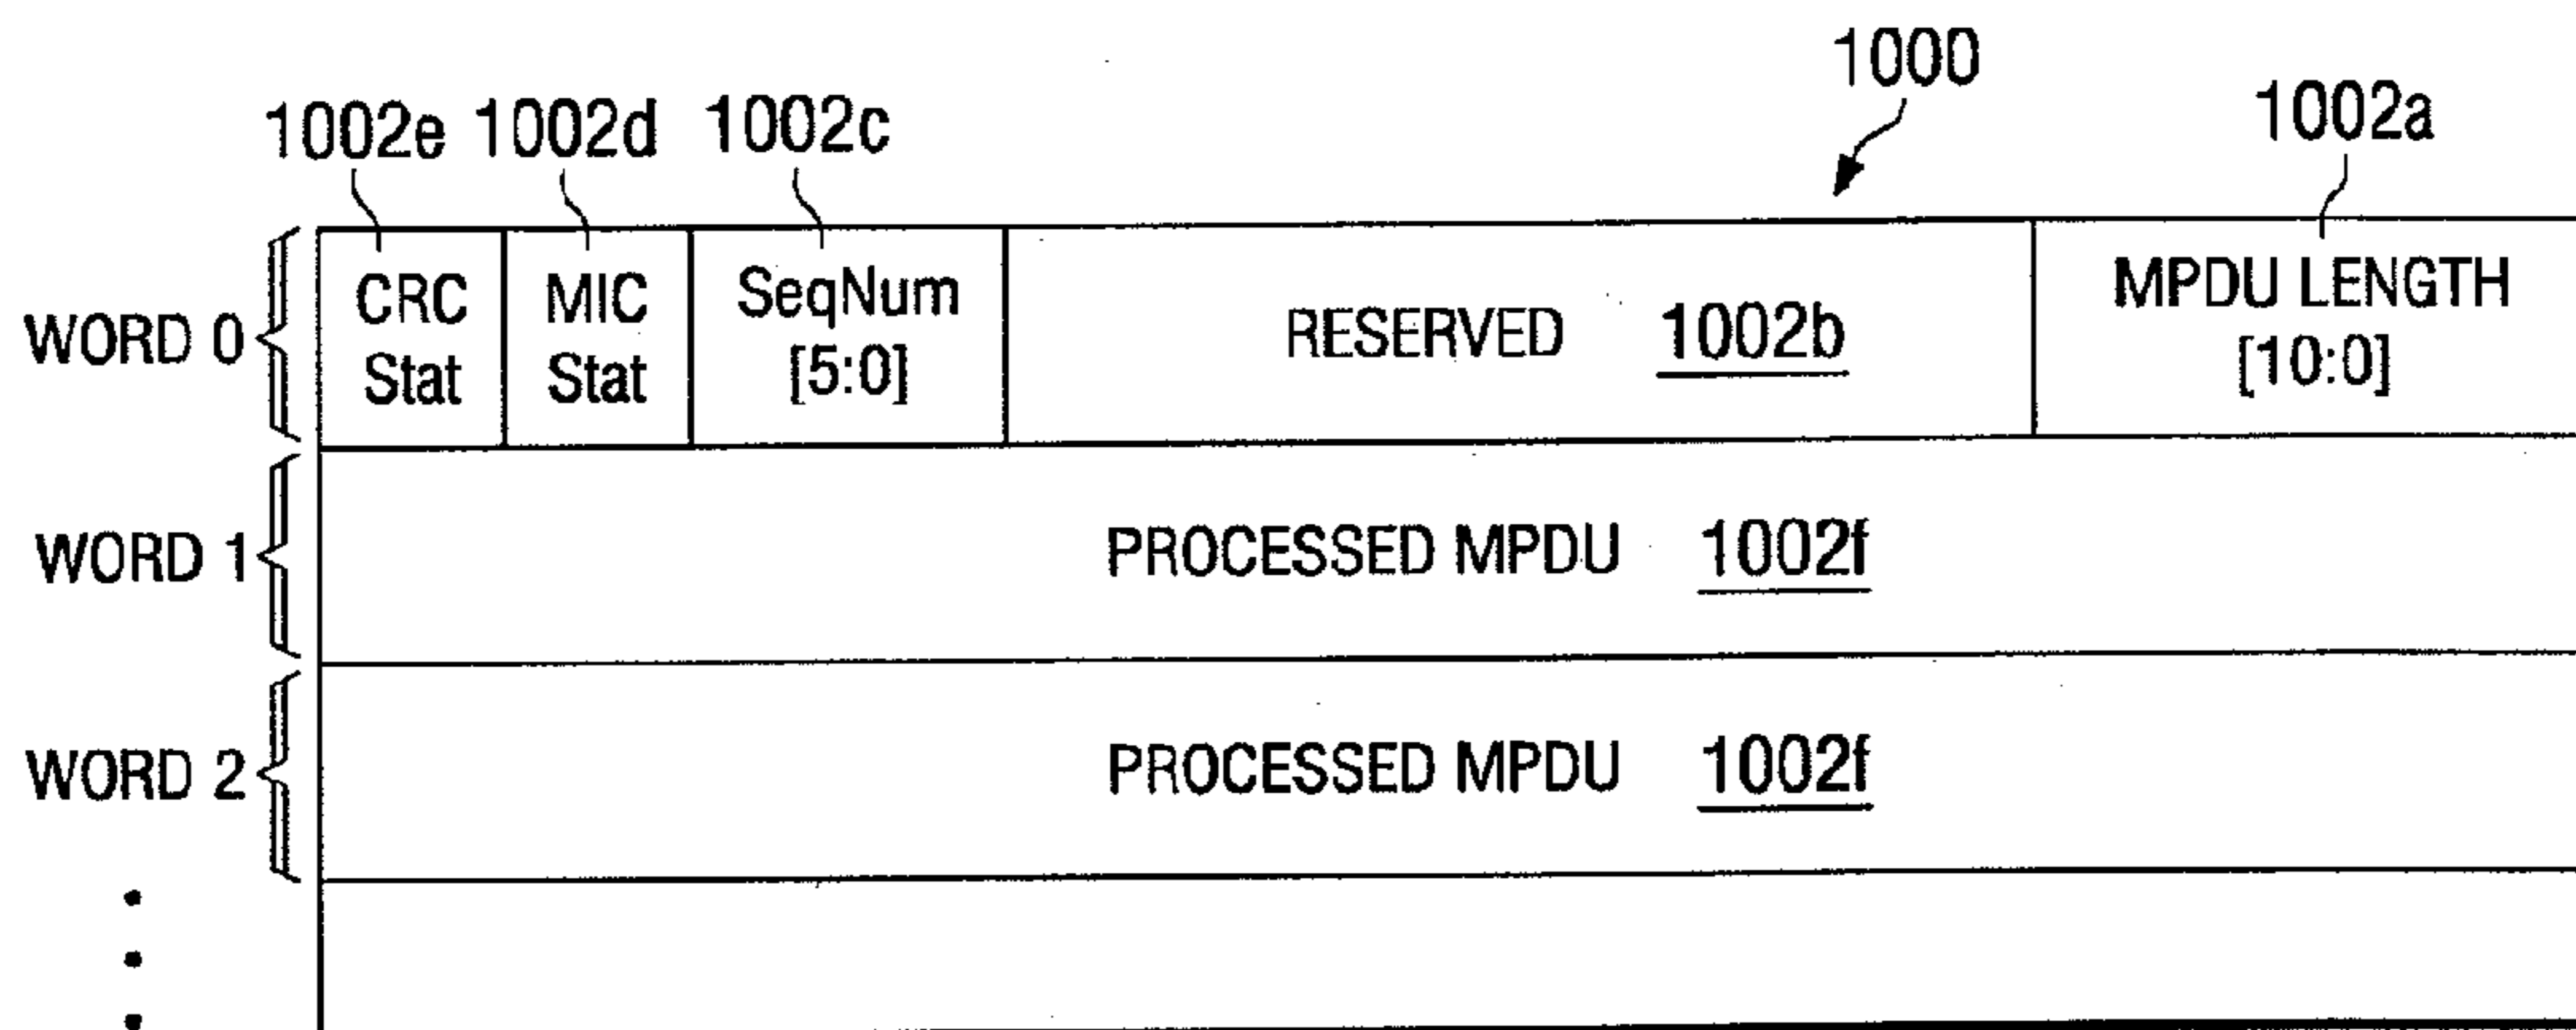 1000
1002e 1002d 1002c 1002a
WORD 0
CRC Stat
MIC Stat
SeqNum [5:0]
RESERVED 1002b
MPDU LENGTH [10:0]
WORD 1
PROCESSED MPDU 1002f
WORD 2
PROCESSED MPDU 1002f